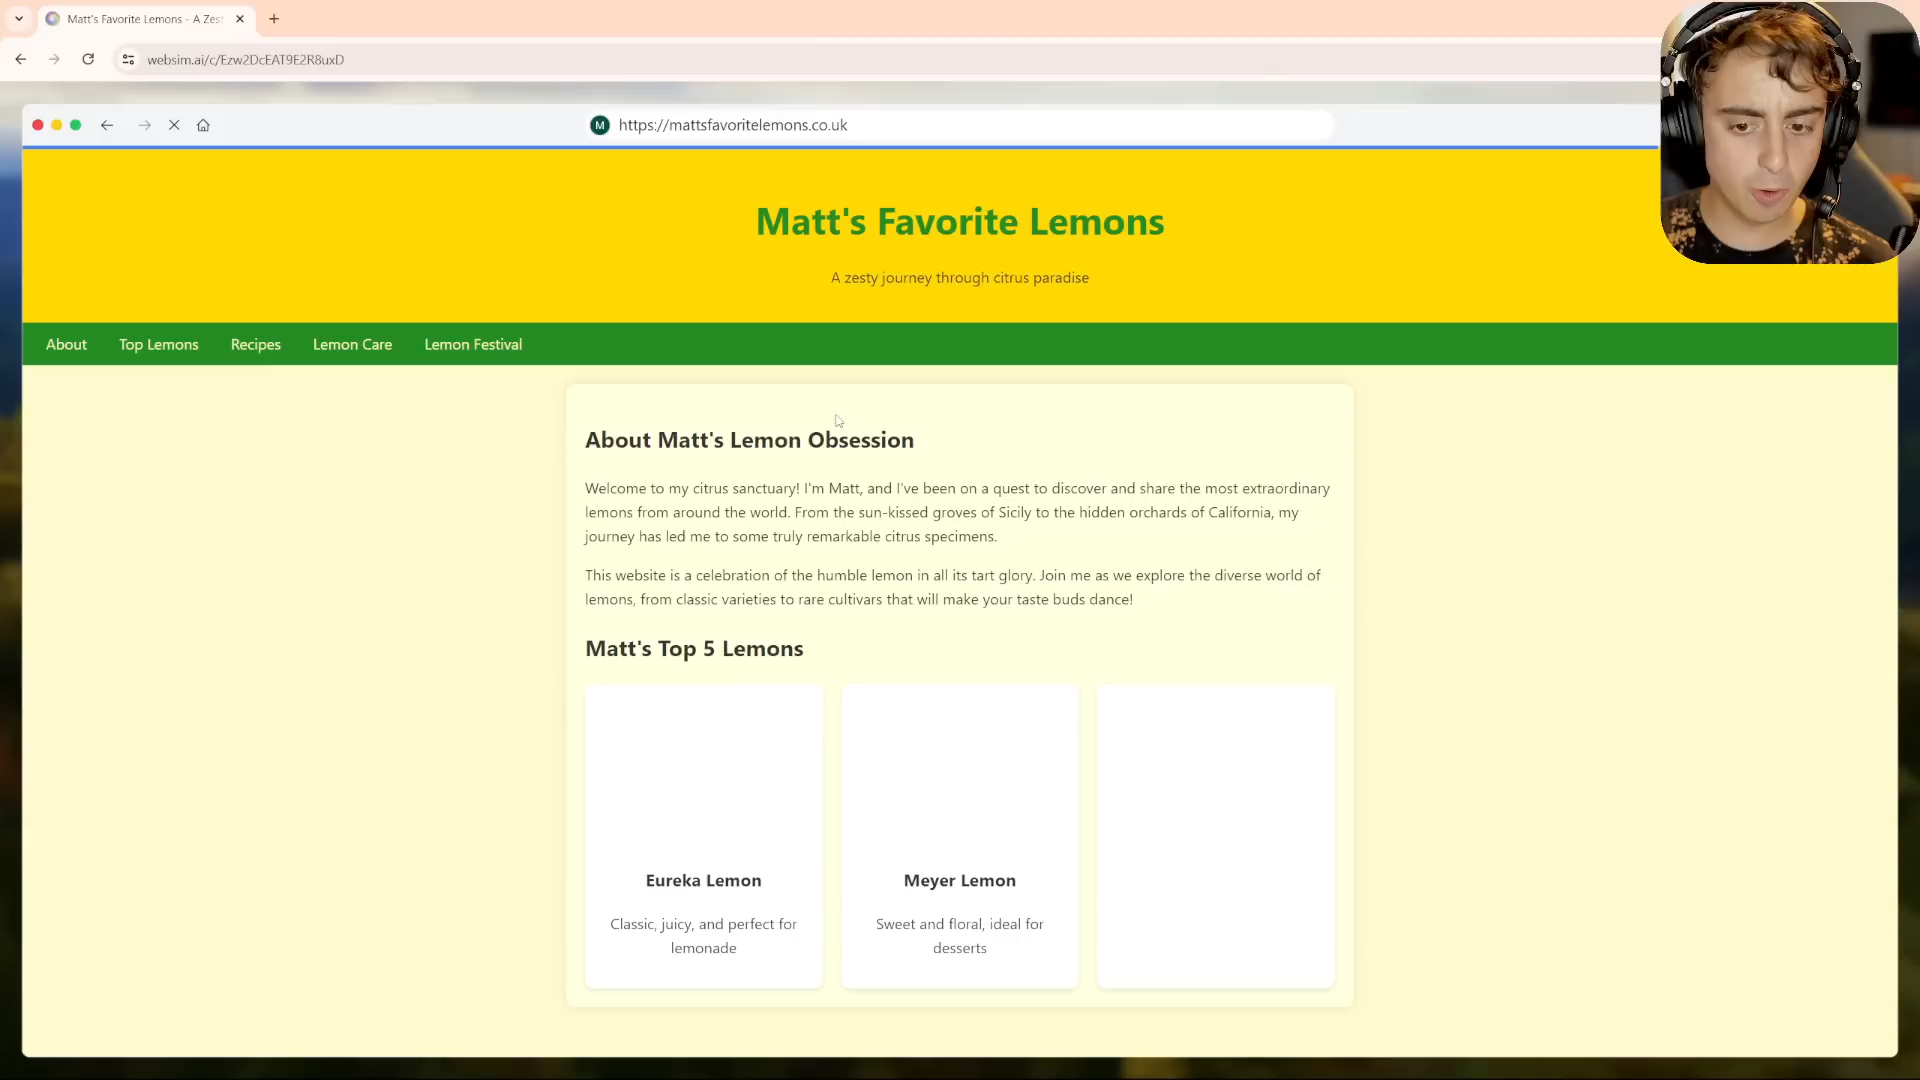 Matt's Favorite Lemons - A Zes
websim.ai/c/Ezw2DcEAT9E2R8uxD
M https://mattsfavoritelemons.co.uk
Matt's Favorite Lemons
A zesty journey through citrus paradise
About Top Lemons Recipes Lemon Care Lemon Festival
About Matt's Lemon Obsession
Welcome to my citrus sanctuary! I'm Matt, and I've been on a quest to discover and share the most extraordinary
lemons from around the world. From the sun-kissed groves of Sicily to the hidden orchards of California, my
journey has led me to some truly remarkable citrus specimens.
This website is a celebration of the humble lemon in all its tart glory. Join me as we explore the diverse world of
lemons, from classic varieties to rare cultivars that will make your taste buds dance!
Matt's Top 5 Lemons
Eureka Lemon
Classic, juicy, and perfect for
lemonade
Meyer Lemon
Sweet and floral, ideal for
desserts